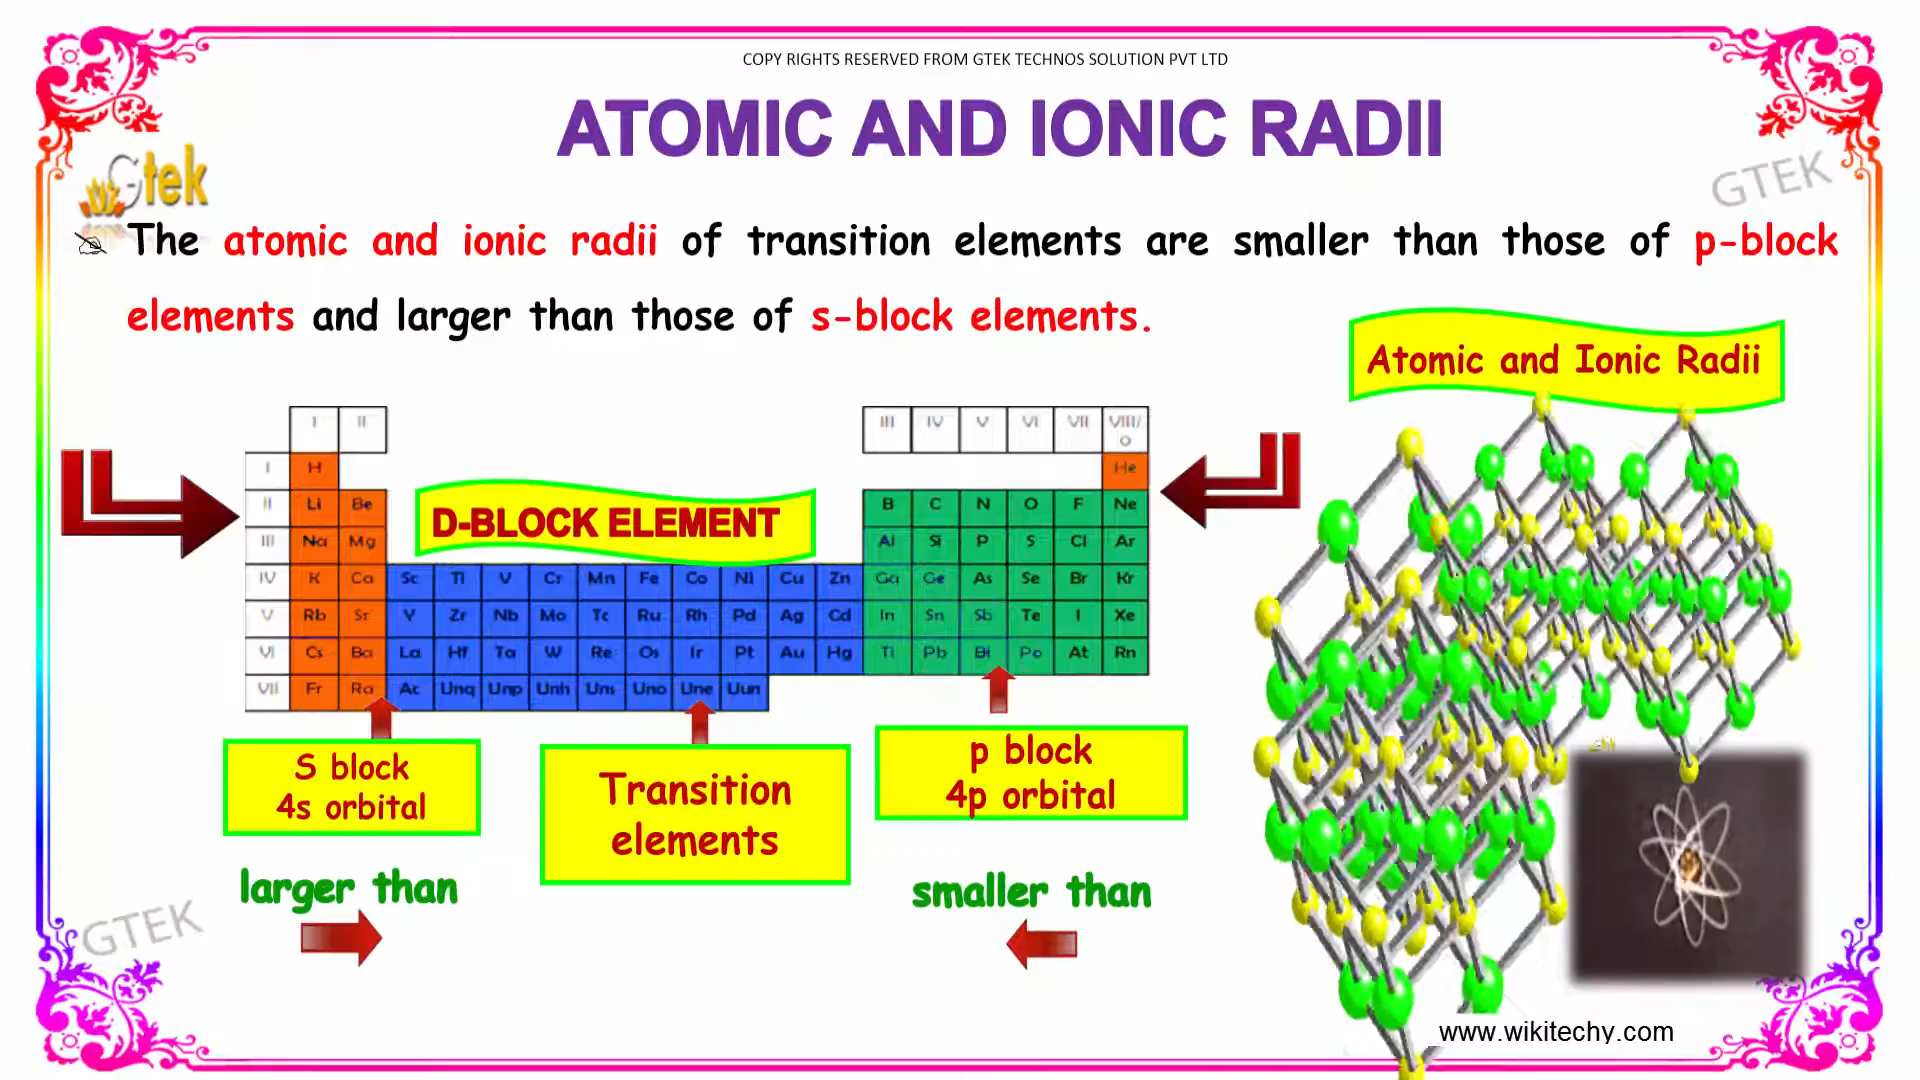 COPY RIGHTS RESERVED FROM GTEK TECHNOS SOLUTION PVT LTD
ATOMIC AND IONIC RADII
Gtek
GTEK
The atomic and ionic radii of transition elements are smaller than those of p-block
elements and larger than those of s-block elements.
Atomic and Ionic Radii
I II III IV V VI VII VIII/
O
I H He
D-BLOCK ELEMENT
II Li Be B C N O F Ne
III Na Mg Al Si P S Cl Ar
IV K Ca Sc Ti V Cr Mn Fe Co Ni Cu Zn Ga Ge As Se Br Kr
V Rb Sr Y Zr Nb Mo Tc Ru Rh Pd Ag Cd In Sn Sb Te I Xe
VI Cs Ba La Hf Ta W Re Os Ir Pt Au Hg Ti Pb Bi Po At Rn
VII Fr Ra Ac Unq Unp Unh Uns Uno Une Uun
S block
4s orbital
Transition
elements
p block
4p orbital
larger than
smaller than
GTEK
www.wikitechy.com